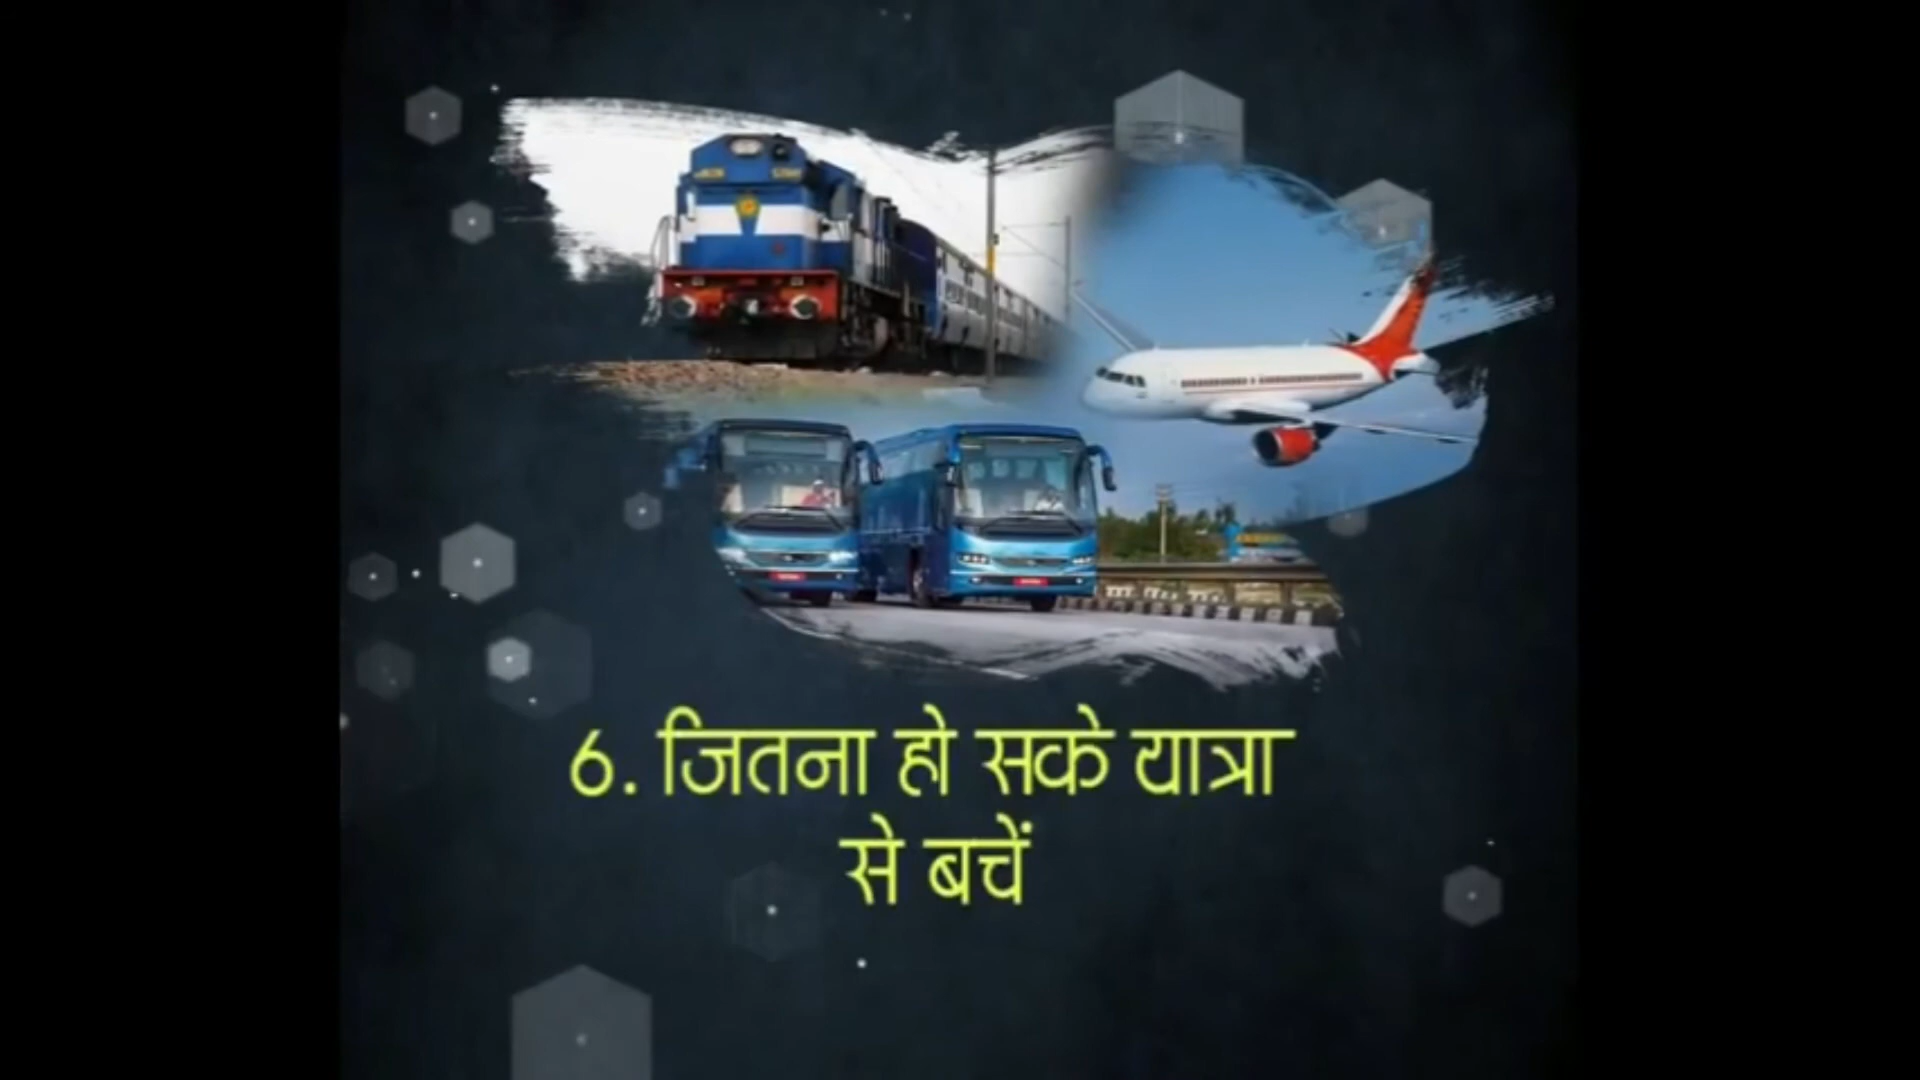 6. जितना हो सके यात्रा
से बचें